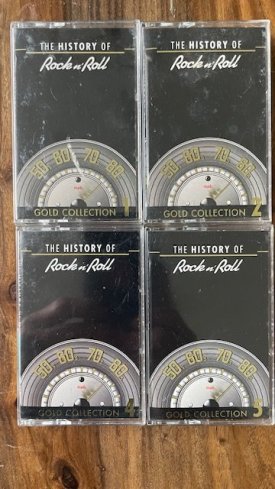 THE HISTORY OF
Rock n' Roll
50 60 70 80
GOLD COLLECTION 1
THE HISTORY OF
Rock n' Roll
50 60 70 80
GOLD COLLECTION 2
THE HISTORY OF
Rock n' Roll
50 60 70 80
GOLD COLLECTION 4
THE HISTORY OF
Rock n' Roll
50 60 70 80
GOLD COLLECTION